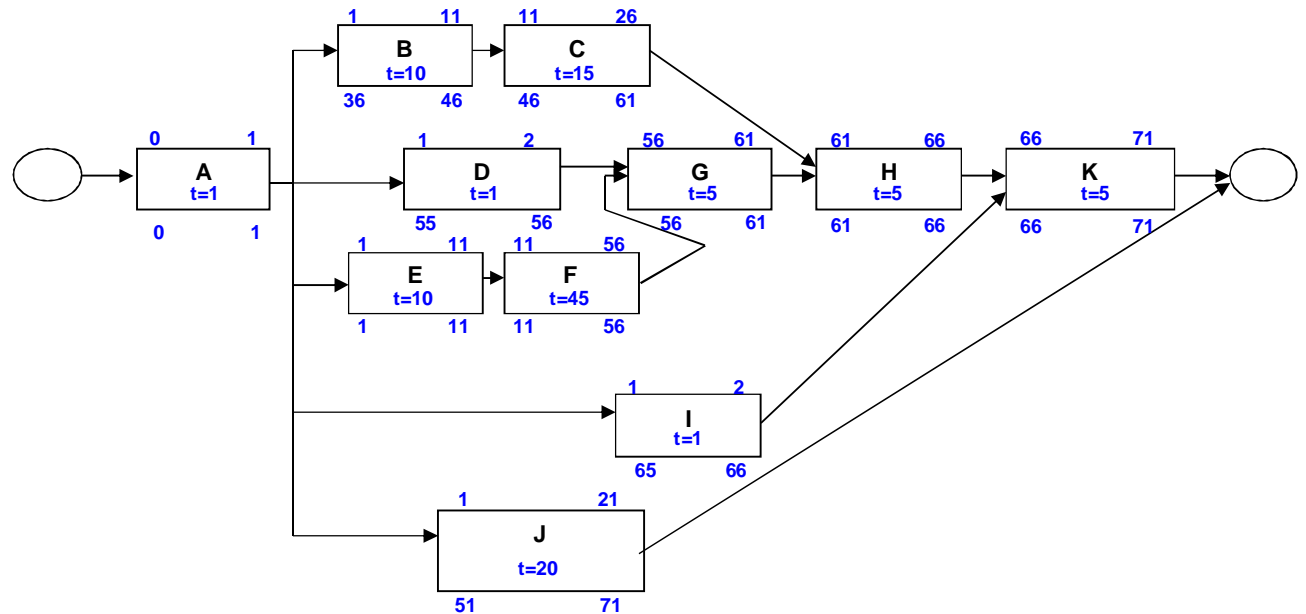 1 11 11 26
B C
t=10 t=15
36 46 46 61
0 1 1 2 56 61 61 66 66 71
A D G H K
t=1 t=1 t=5 t=5 t=5
0 1 55 56 56 61 61 66 66 71
1 11 11 56
E F
t=10 t=45
1 11 11 56
1 2
I
t=1
65 66
1 21
J
t=20
51 71